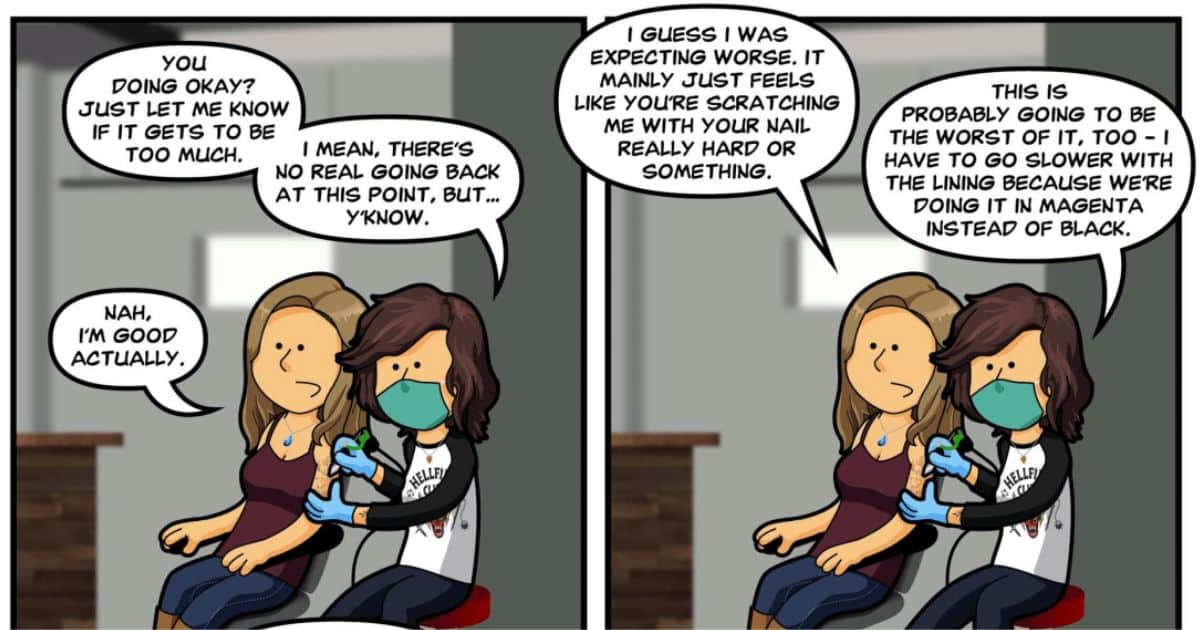 YOU
DOING OKAY?
JUST LET ME KNOW
IF IT GETS TO BE
TOO MUCH.
I MEAN, THERE'S
NO REAL GOING BACK
AT THIS POINT, BUT...
Y'KNOW.
NAH,
I'M GOOD
ACTUALLY.
I GUESS I WAS
EXPECTING WORSE. IT
MAINLY JUST FEELS
LIKE YOU'RE SCRATCHING
ME WITH YOUR NAIL
REALLY HARD OR
SOMETHING.
THIS IS
PROBABLY GOING TO BE
THE WORST OF IT, TOO - I
HAVE TO GO SLOWER WITH
THE LINING BECAUSE WE'RE
DOING IT IN MAGENTA
INSTEAD OF BLACK.